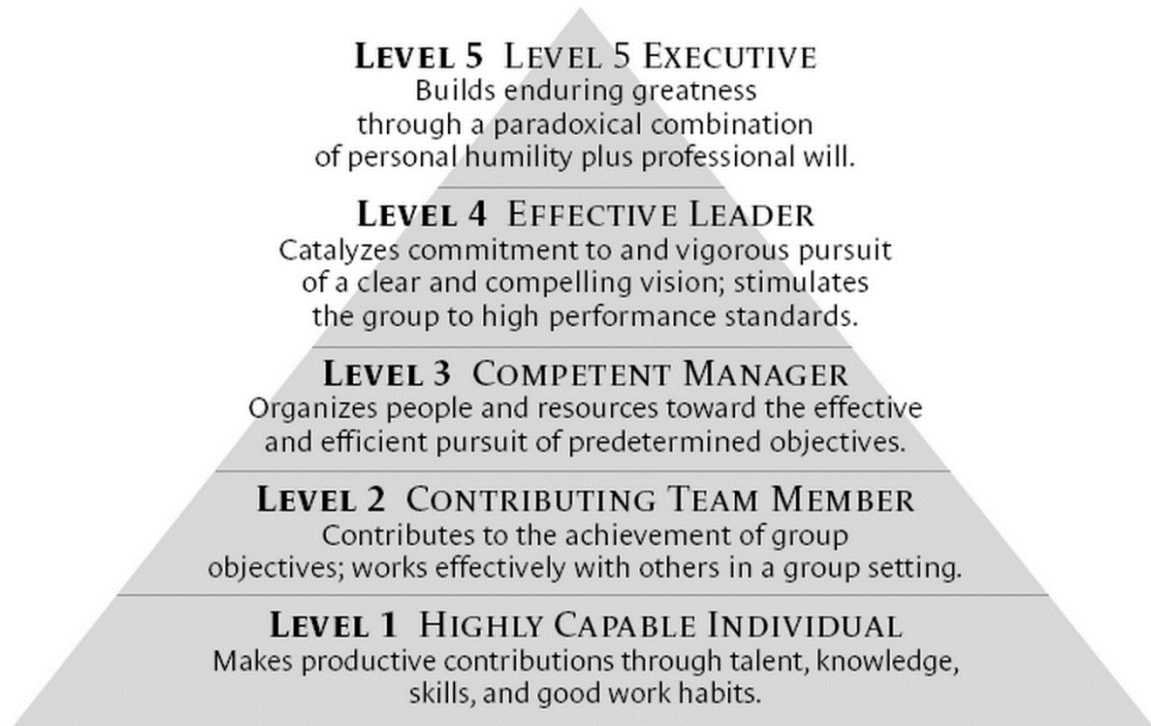 LEVEL 5 LEVEL 5 EXECUTIVE
Builds enduring greatness
through a paradoxical combination
of personal humility plus professional will.
LEVEL 4 EFFECTIVE LEADER
Catalyzes commitment to and vigorous pursuit
of a clear and compelling vision; stimulates
the group to high performance standards.
LEVEL 3 COMPETENT MANAGER
Organizes people and resources toward the effective
and efficient pursuit of predetermined objectives.
LEVEL 2 CONTRIBUTING TEAM MEMBER
Contributes to the achievement of group
objectives; works effectively with others in a group setting.
LEVEL 1 HIGHLY CAPABLE INDIVIDUAL
Makes productive contributions through talent, knowledge,
skills, and good work habits.